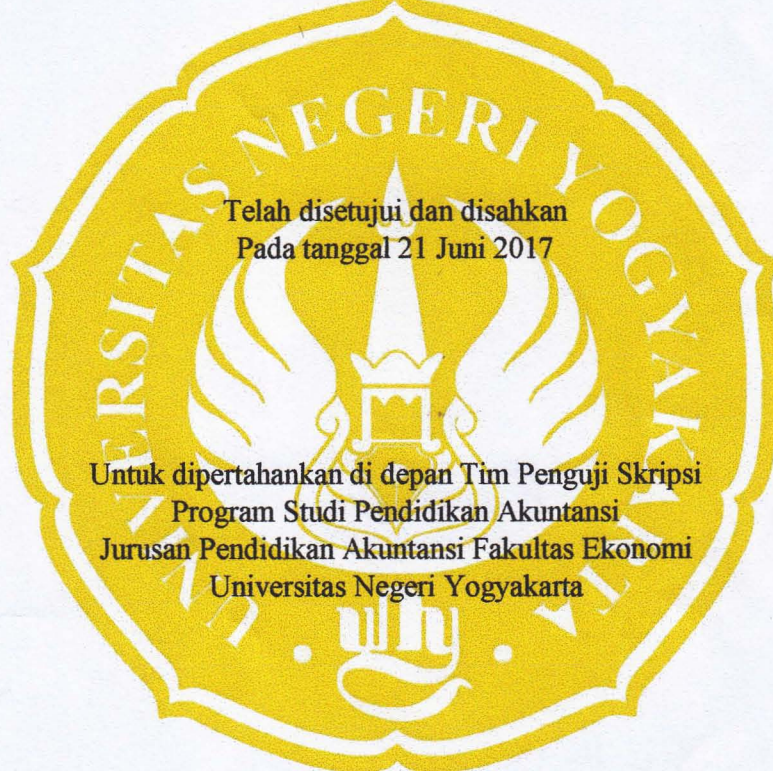 UNIVERSITAS NEGERI YOGYAKARTA
Telah disetujui dan disahkan
Pada tanggal 21 Juni 2017
Untuk dipertahankan di depan Tim Penguji Skripsi
Program Studi Pendidikan Akuntansi
Jurusan Pendidikan Akuntansi Fakultas Ekonomi
Universitas Negeri Yogyakarta
uny